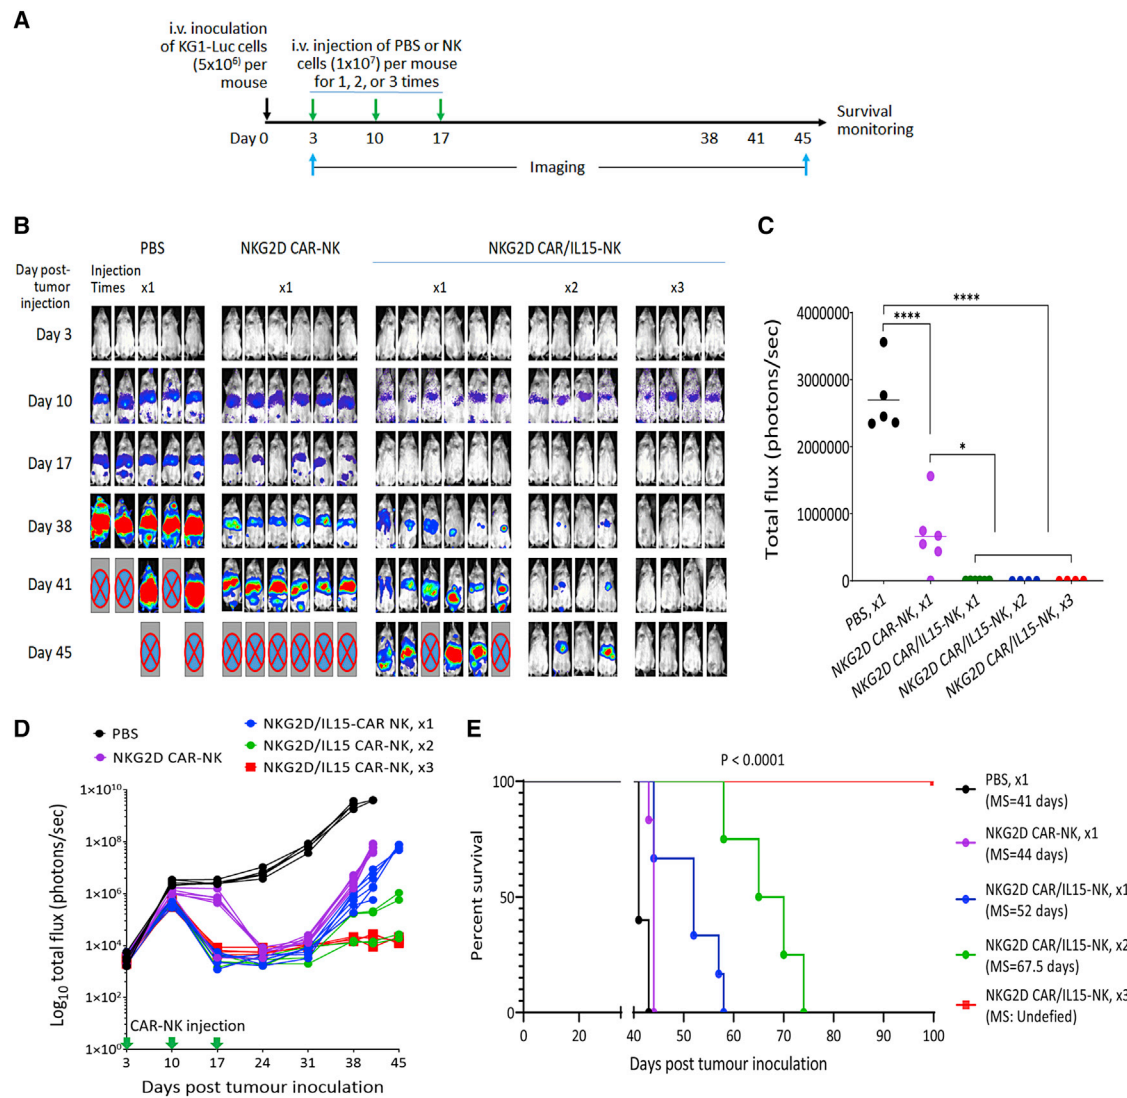 A
i.v. inoculation
of KG1-Luc cells
(5x10⁶) per
mouse
i.v. injection of PBS or NK
cells (1x10⁷) per mouse
for 1, 2, or 3 times
Day 0 3 10 17 38 41 45
Survival
monitoring
Imaging
B
PBS NKG2D CAR-NK NKG2D CAR/IL15-NK
Day post-
tumor
injection
Injection
Times x1 x1 x1 x2 x3
Day 3
Day 10
Day 17
Day 38
Day 41
Day 45
C
Total flux (photons/sec)
4000000
3000000
2000000
1000000
0
****
****
*
PBS, x1
NKG2D CAR-NK, x1
NKG2D CAR/IL15-NK, x1
NKG2D CAR/IL15-NK, x2
NKG2D CAR/IL15-NK, x3
D
PBS
NKG2D CAR-NK
NKG2D/IL15-CAR NK, x1
NKG2D/IL15 CAR-NK, x2
NKG2D/IL15 CAR-NK, x3
Log₁₀ total flux (photons/sec)
1×10¹⁰
1×10⁸
1×10⁶
1×10⁴
1×10²
1×10⁰
CAR-NK injection
3 10 17 24 31 38 45
Days post tumour inoculation
E
P < 0.0001
Percent survival
100
50
0
0 20 40 50 60 70 80 90 100
Days post tumour inoculation
PBS, x1
(MS=41 days)
NKG2D CAR-NK, x1
(MS=44 days)
NKG2D CAR/IL15-NK, x1
(MS=52 days)
NKG2D CAR/IL15-NK, x2
(MS=67.5 days)
NKG2D CAR/IL15-NK, x3
(MS: Undefied)